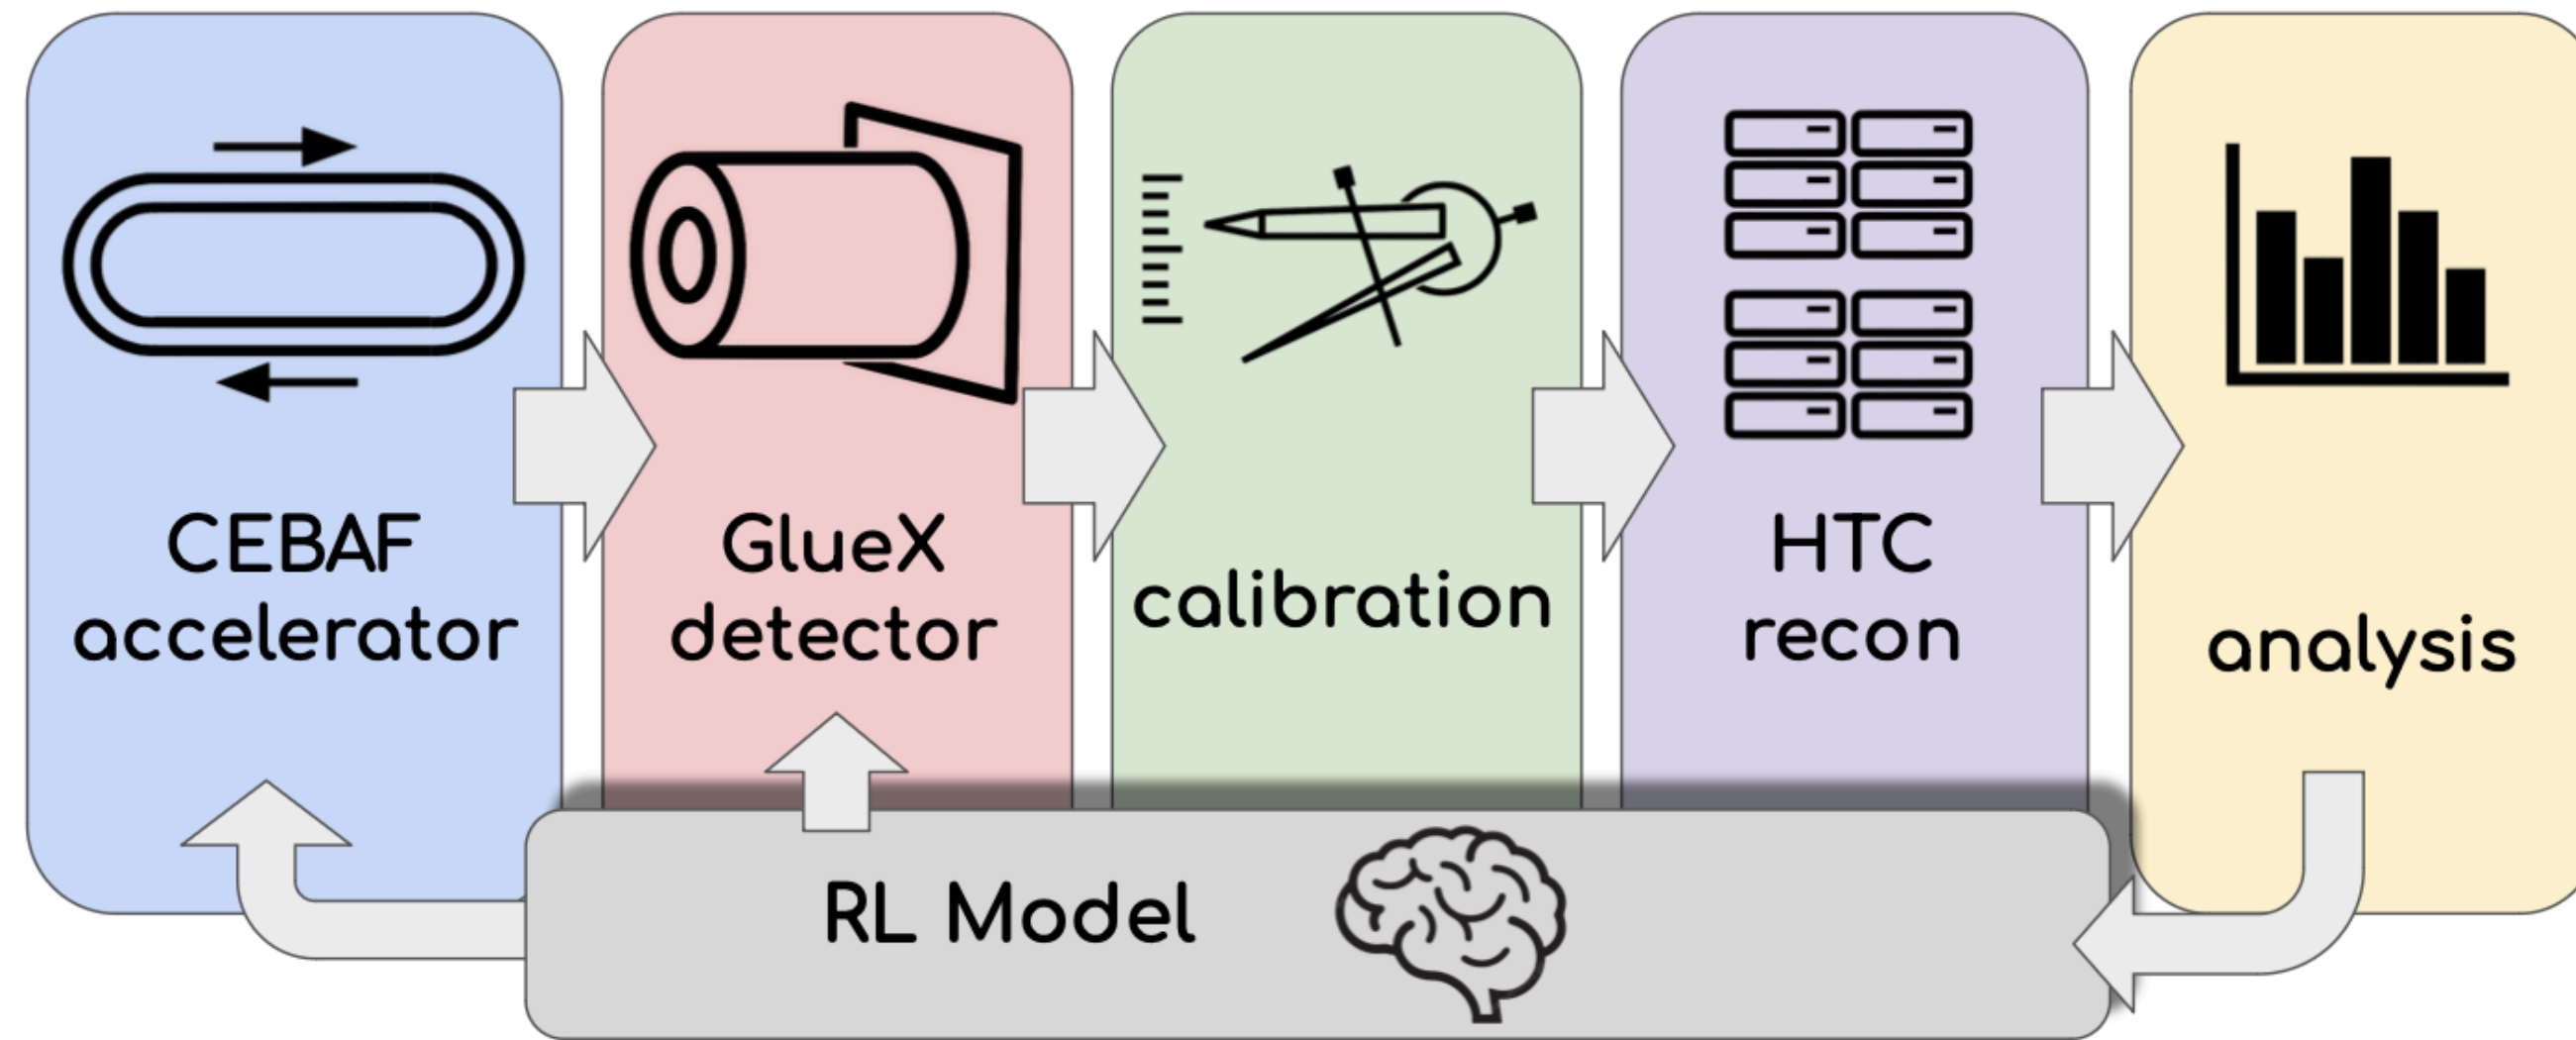 CEBAF
accelerator
GlueX
detector
calibration
HTC
recon
analysis
RL Model